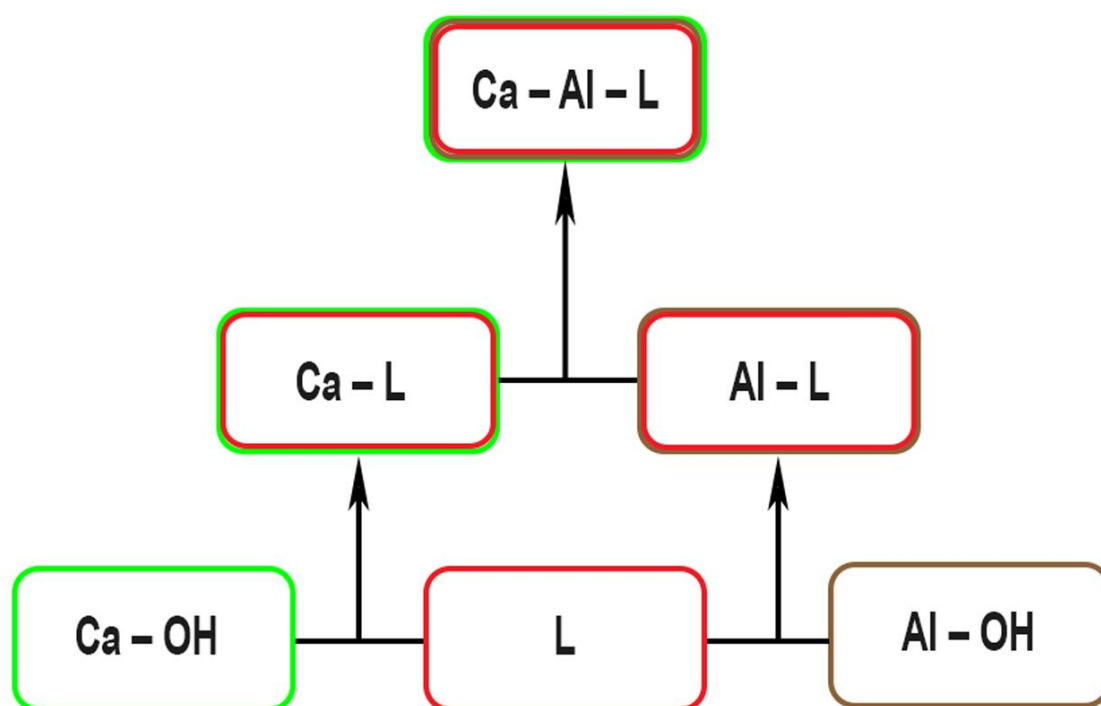 Ca – Al – L
Ca – L
Al – L
Ca – OH
L
Al – OH